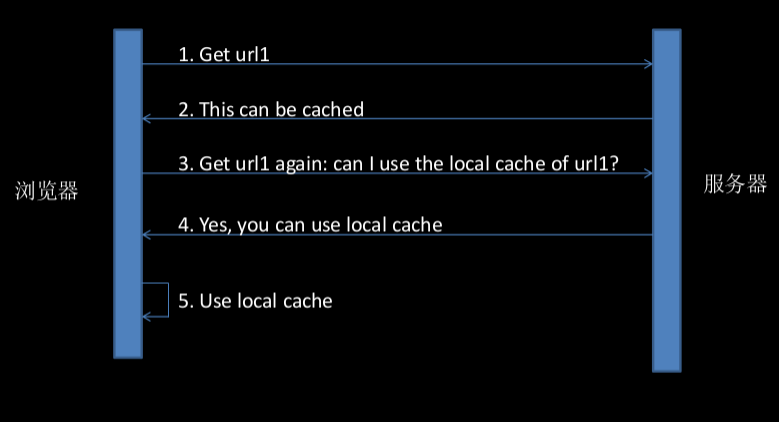 1. Get url1
2. This can be cached
3. Get url1 again: can I use the local cache of url1?
浏览器
服务器
4. Yes, you can use local cache
5. Use local cache